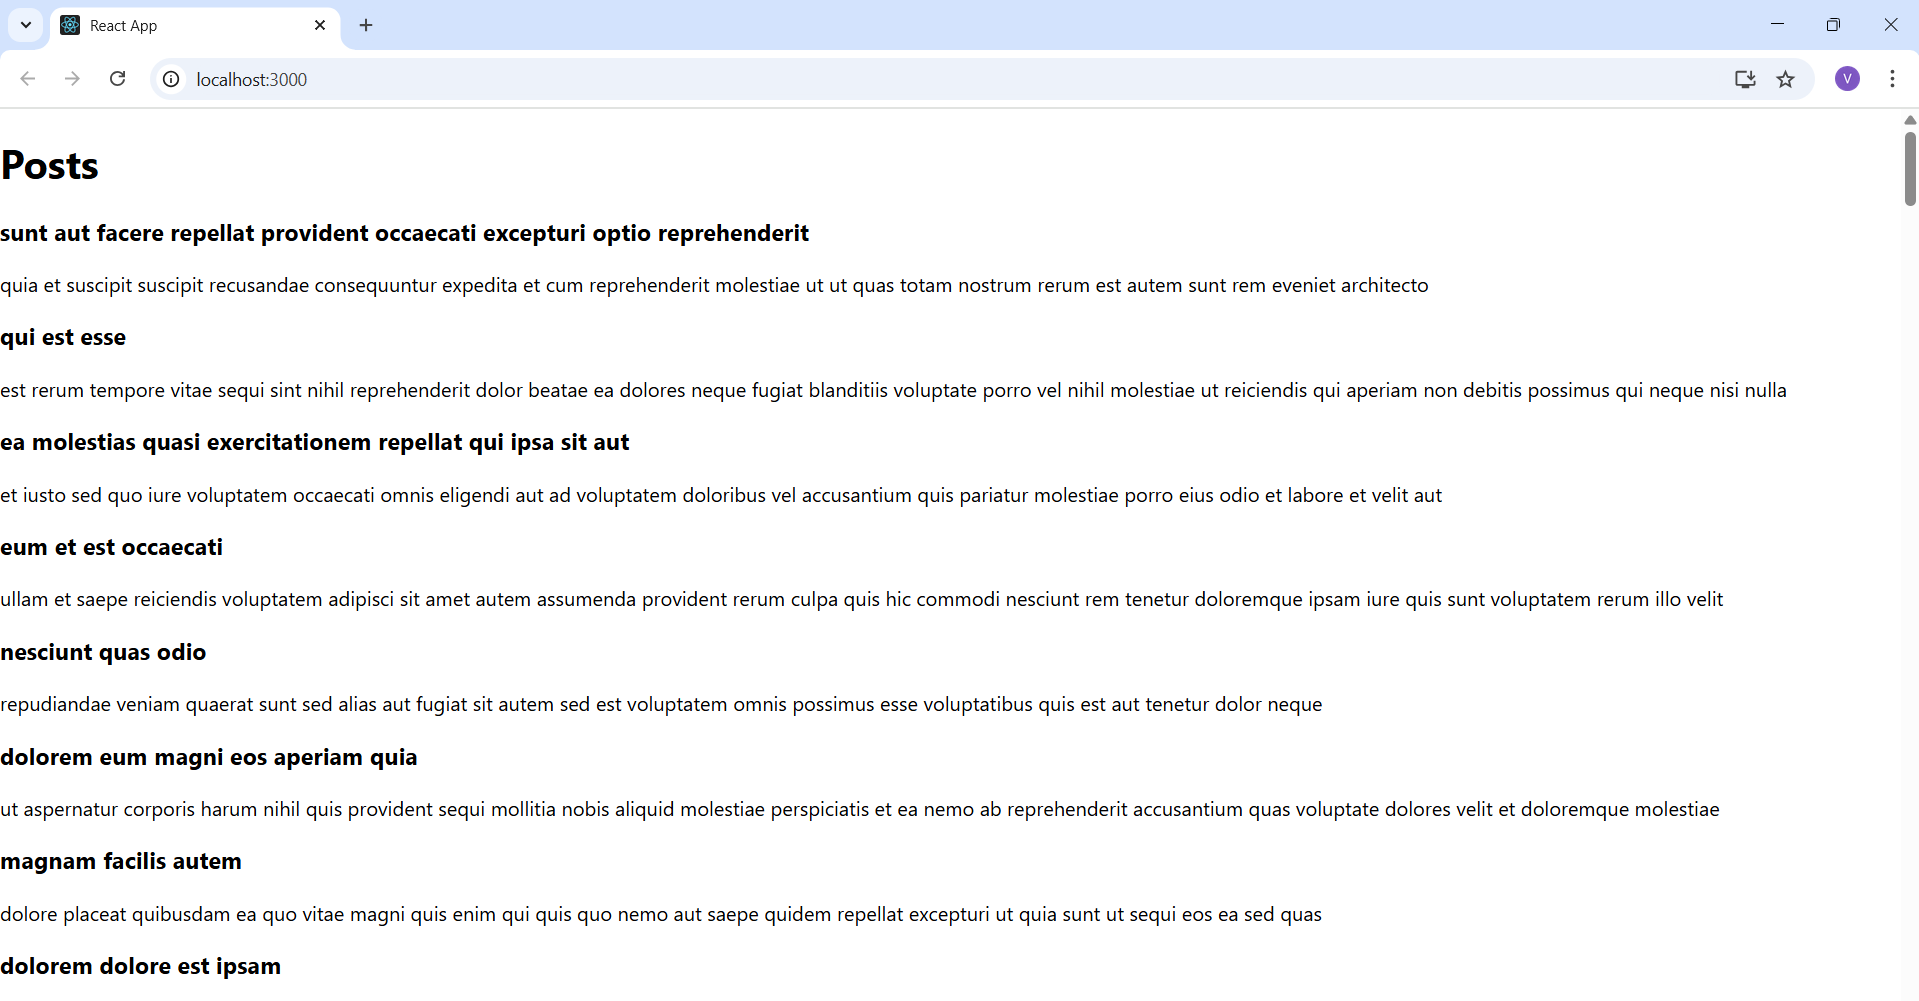 React App
localhost:3000
V
Posts
sunt aut facere repellat provident occaecati excepturi optio reprehenderit
quia et suscipit suscipit recusandae consequuntur expedita et cum reprehenderit molestiae ut ut quas totam nostrum rerum est autem sunt rem eveniet architecto
qui est esse
est rerum tempore vitae sequi sint nihil reprehenderit dolor beatae ea dolores neque fugiat blanditiis voluptate porro vel nihil molestiae ut reiciendis qui aperiam non debitis possimus qui neque nisi nulla
ea molestias quasi exercitationem repellat qui ipsa sit aut
et iusto sed quo iure voluptatem occaecati omnis eligendi aut ad voluptatem doloribus vel accusantium quis pariatur molestiae porro eius odio et labore et velit aut
eum et est occaecati
ullam et saepe reiciendis voluptatem adipisci sit amet autem assumenda provident rerum culpa quis hic commodi nesciunt rem tenetur doloremque ipsam iure quis sunt voluptatem rerum illo velit
nesciunt quas odio
repudiandae veniam quaerat sunt sed alias aut fugiat sit autem sed est voluptatem omnis possimus esse voluptatibus quis est aut tenetur dolor neque
dolorem eum magni eos aperiam quia
ut aspernatur corporis harum nihil quis provident sequi mollitia nobis aliquid molestiae perspiciatis et ea nemo ab reprehenderit accusantium quas voluptate dolores velit et doloremque molestiae
magnam facilis autem
dolore placeat quibusdam ea quo vitae magni quis enim qui quis quo nemo aut saepe quidem repellat excepturi ut quia sunt ut sequi eos ea sed quas
dolorem dolore est ipsam